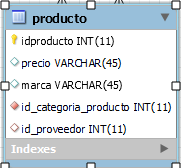 producto
idproducto INT(11)
precio VARCHAR(45)
marca VARCHAR(45)
id_categoria_producto INT(11)
id_proveedor INT(11)
Indexes